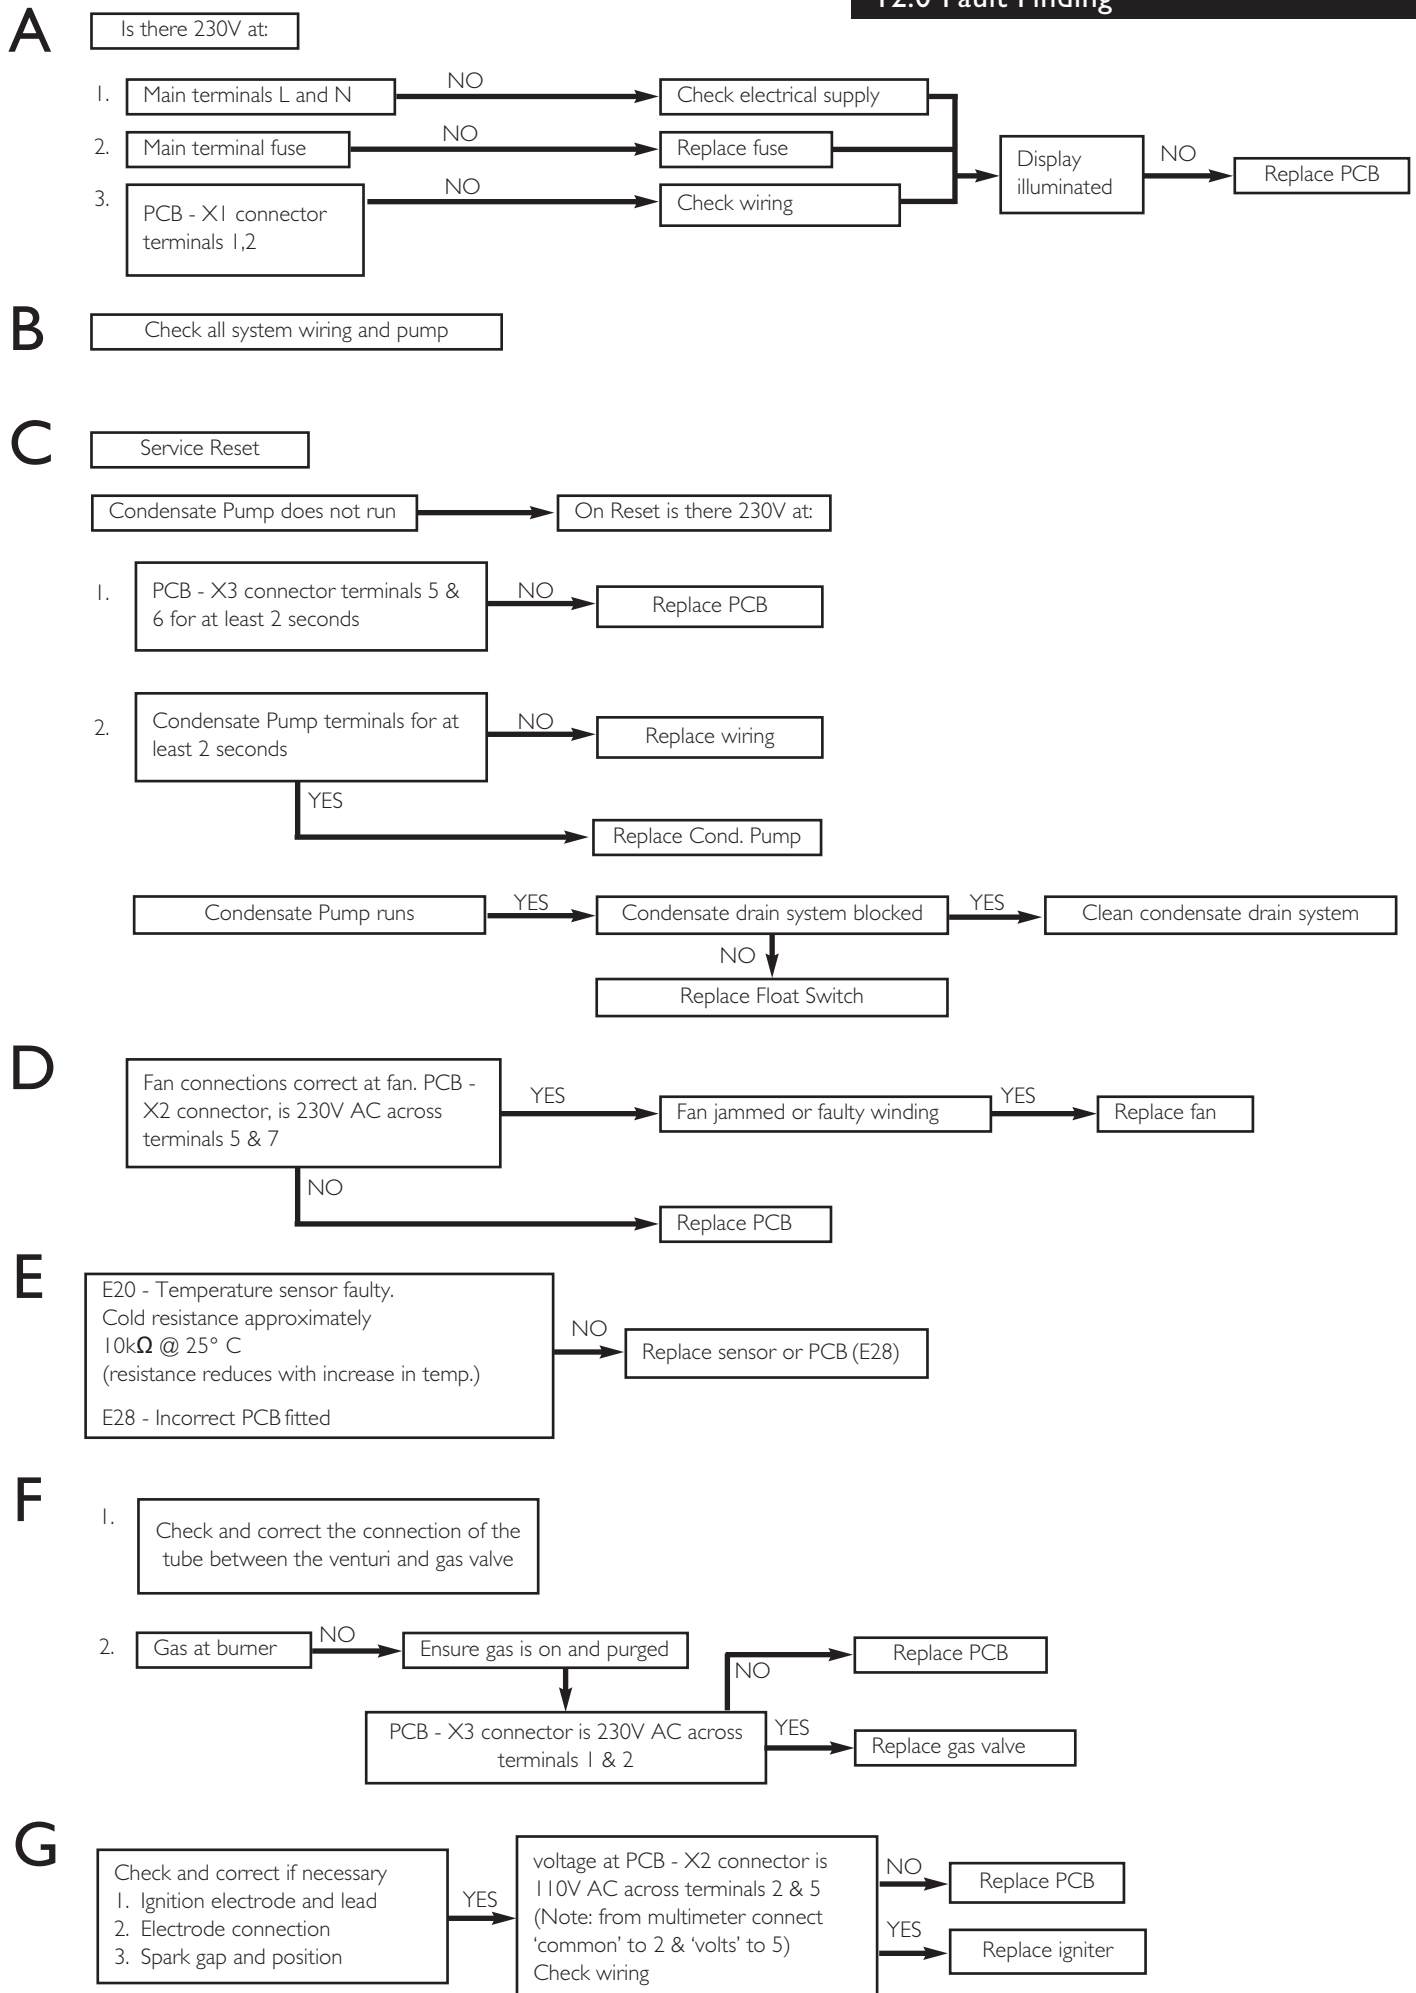 12.0 Fault Finding
A
Is there 230V at:
1. Main terminals L and N
NO
Check electrical supply
2. Main terminal fuse
NO
Replace fuse
3. PCB - X1 connector
terminals 1,2
NO
Check wiring
Display
illuminated
NO
Replace PCB
B
Check all system wiring and pump
C
Service Reset
Condensate Pump does not run
On Reset is there 230V at:
1. PCB - X3 connector terminals 5 &
6 for at least 2 seconds
NO
Replace PCB
2. Condensate Pump terminals for at
least 2 seconds
NO
Replace wiring
YES
Replace Cond. Pump
Condensate Pump runs
YES
Condensate drain system blocked
YES
Clean condensate drain system
NO
Replace Float Switch
D
Fan connections correct at fan. PCB -
X2 connector, is 230V AC across
terminals 5 & 7
YES
Fan jammed or faulty winding
YES
Replace fan
NO
Replace PCB
E
E20 - Temperature sensor faulty.
Cold resistance approximately
10kΩ @ 25° C
(resistance reduces with increase in temp.)
E28 - Incorrect PCB fitted
NO
Replace sensor or PCB (E28)
F
1. Check and correct the connection of the
tube between the venturi and gas valve
2. Gas at burner
NO
Ensure gas is on and purged
PCB - X3 connector is 230V AC across
terminals 1 & 2
NO
Replace PCB
YES
Replace gas valve
G
Check and correct if necessary
1. Ignition electrode and lead
2. Electrode connection
3. Spark gap and position
YES
voltage at PCB - X2 connector is
110V AC across terminals 2 & 5
(Note: from multimeter connect
‘common’ to 2 & ‘volts’ to 5)
Check wiring
NO
Replace PCB
YES
Replace igniter